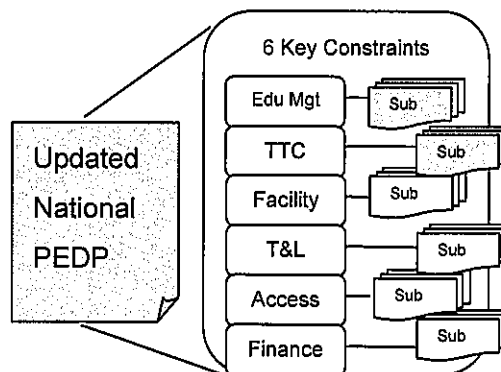 6 Key Constraints
Updated
National
PEDP
Edu Mgt
Sub
TTC
Sub
Facility
Sub
T&L
Sub
Access
Sub
Finance
Sub